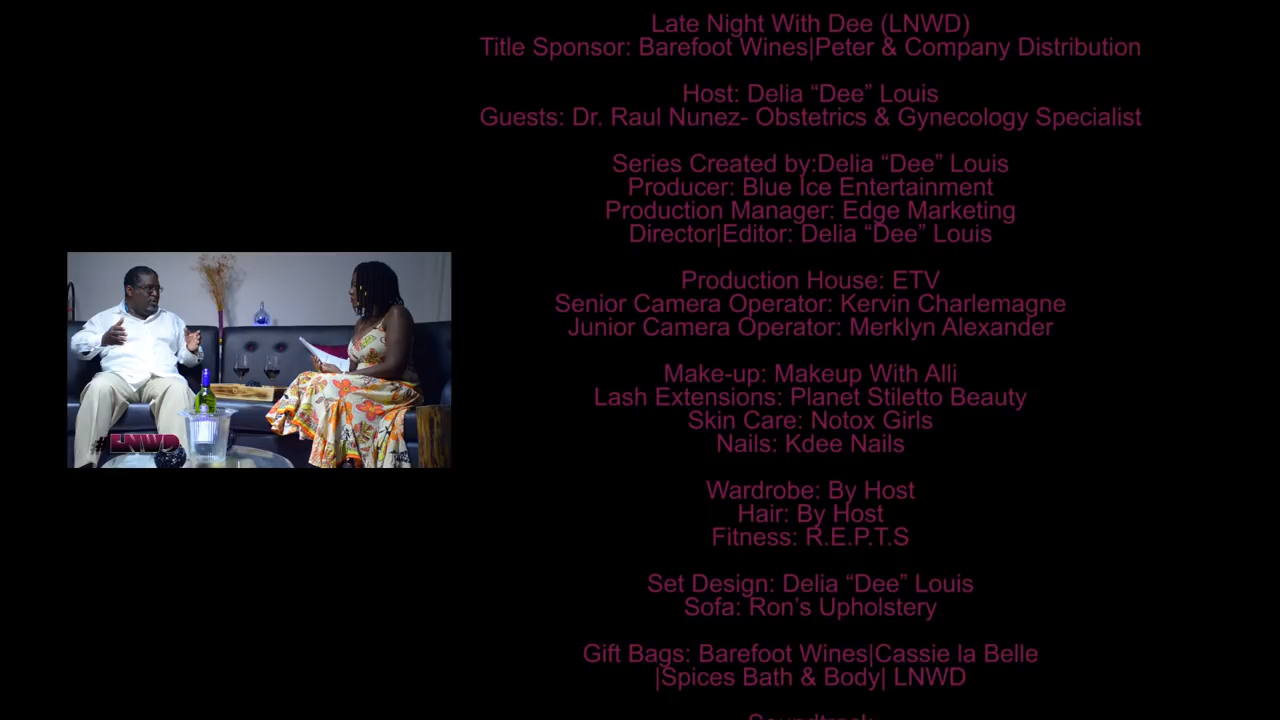 Late Night With Dee (LNWD)
Title Sponsor: Barefoot Wines|Peter & Company Distribution
Host: Delia “Dee” Louis
Guests: Dr. Raul Nunez- Obstetrics & Gynecology Specialist
Series Created by:Delia “Dee” Louis
Producer: Blue Ice Entertainment
Production Manager: Edge Marketing
Director|Editor: Delia “Dee” Louis
Production House: ETV
Senior Camera Operator: Kervin Charlemagne
Junior Camera Operator: Merklyn Alexander
Make-up: Makeup With Alli
Lash Extensions: Planet Stiletto Beauty
Skin Care: Notox Girls
Nails: Kdee Nails
Wardrobe: By Host
Hair: By Host
Fitness: R.E.P.T.S
Set Design: Delia “Dee” Louis
Sofa: Ron’s Upholstery
Gift Bags: Barefoot Wines|Cassie la Belle
|Spices Bath & Body| LNWD
Soundtrack
#LNWD